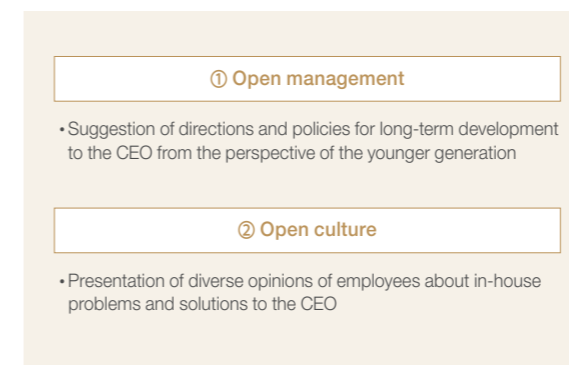 ① Open management
• Suggestion of directions and policies for long-term development
to the CEO from the perspective of the younger generation
② Open culture
• Presentation of diverse opinions of employees about in-house
problems and solutions to the CEO